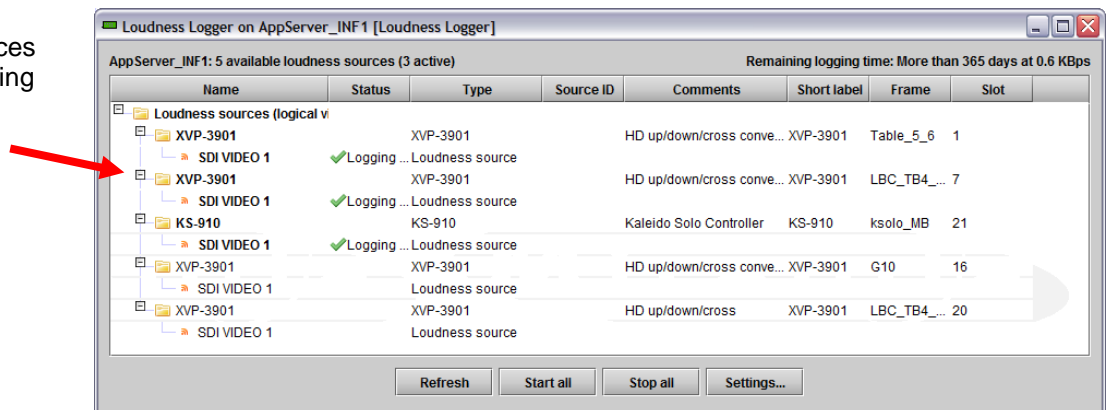 ces
ing
Loudness Logger on AppServer_INF1 [Loudness Logger]
AppServer_INF1: 5 available loudness sources (3 active) Remaining logging time: More than 365 days at 0.6 KBps
Name Status Type Source ID Comments Short label Frame Slot
Loudness sources (logical vi
XVP-3901 XVP-3901 HD up/down/cross conve... XVP-3901 Table_5_6 1
SDI VIDEO 1 Logging ... Loudness source
XVP-3901 XVP-3901 HD up/down/cross conve... XVP-3901 LBC_TB4_... 7
SDI VIDEO 1 Logging ... Loudness source
KS-910 KS-910 Kaleido Solo Controller KS-910 ksolo_MB 21
SDI VIDEO 1 Logging ... Loudness source
XVP-3901 XVP-3901 HD up/down/cross conve... XVP-3901 G10 16
SDI VIDEO 1 Loudness source
XVP-3901 XVP-3901 HD up/down/cross XVP-3901 LBC_TB4_... 20
SDI VIDEO 1 Loudness source
Refresh Start all Stop all Settings...